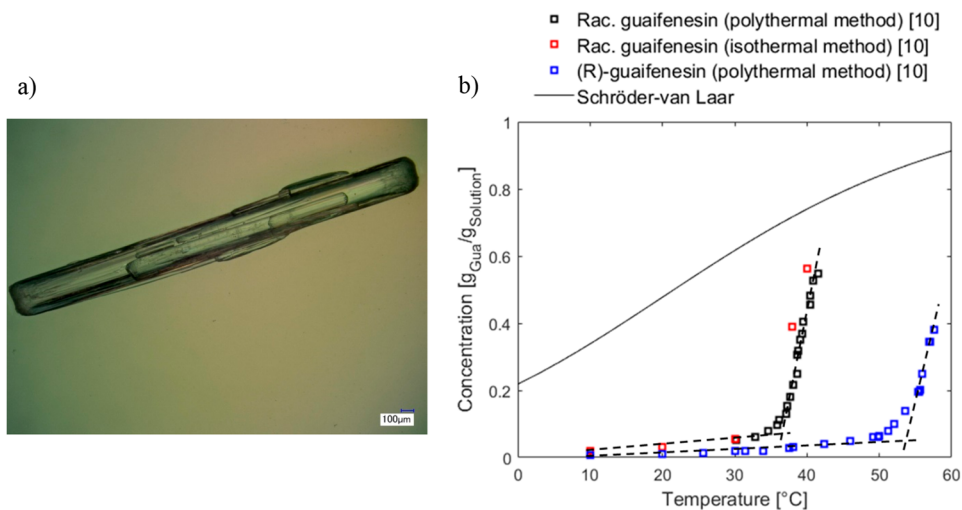 a)
100µm
b)
Rac. guaifenesin (polythermal method) [10]
Rac. guaifenesin (isothermal method) [10]
(R)-guaifenesin (polythermal method) [10]
Schröder-van Laar
Concentration [gGua/gSolution]
1
0.8
0.6
0.4
0.2
0
0 10 20 30 40 50 60
Temperature [°C]